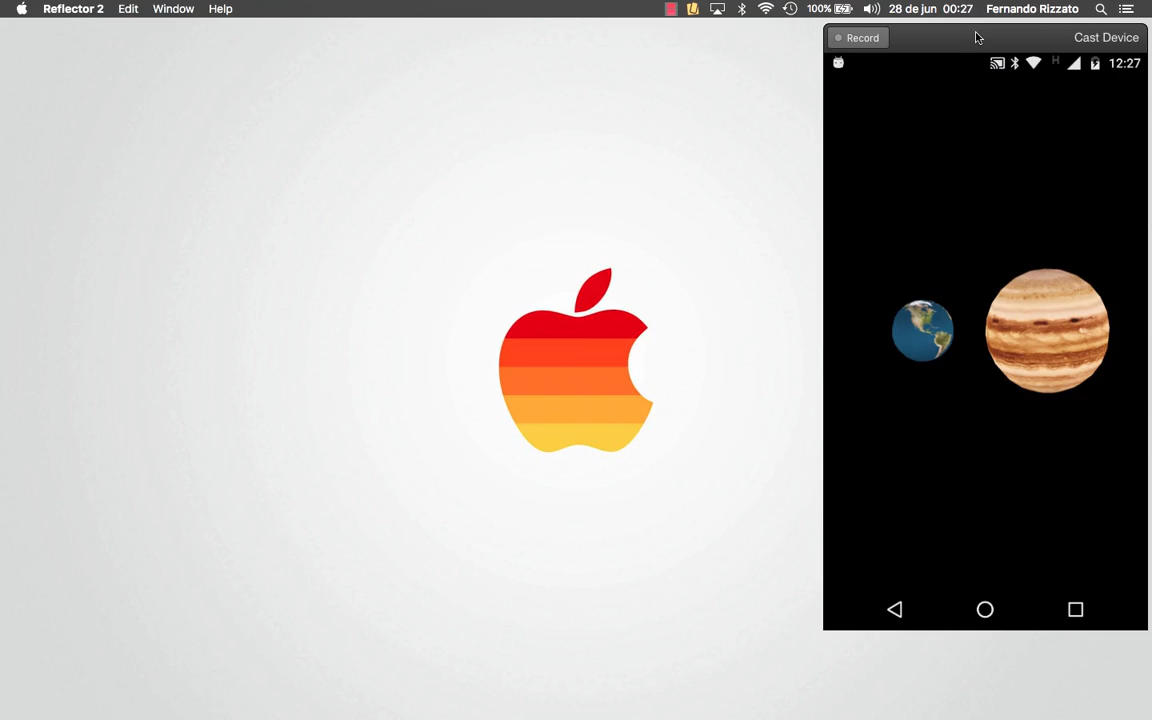 Reflector 2 Edit Window Help 100% 28 de jun 00:27 Fernando Rizzato
Record Cast Device
H 12:27